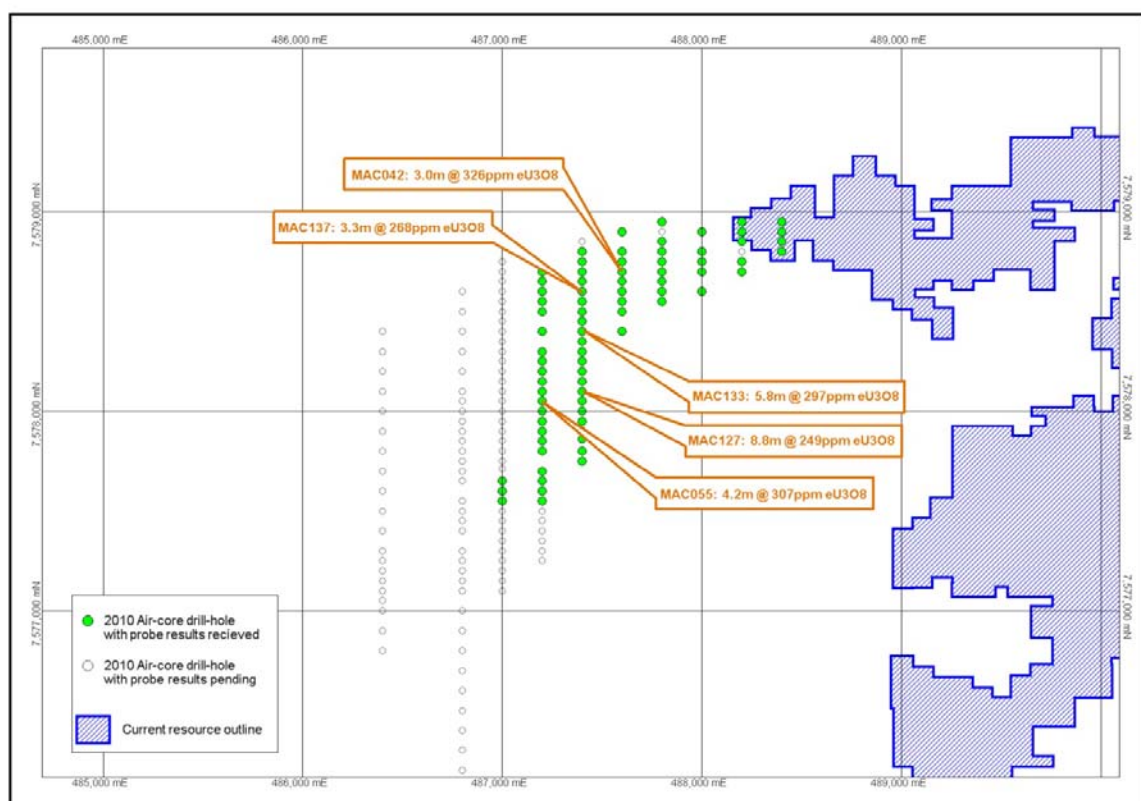 485,000 mE
486,000 mE
487,000 mE
488,000 mE
489,000 mE
7,579,000 mN
7,579,000 mN
MAC042: 3.0m @ 326ppm eU3O8
MAC137: 3.3m @ 268ppm eU3O8
7,578,000 mN
7,578,000 mN
MAC133: 5.8m @ 297ppm eU3O8
MAC127: 8.8m @ 249ppm eU3O8
MAC055: 4.2m @ 307ppm eU3O8
7,577,000 mN
7,577,000 mN
2010 Air-core drill-hole
with probe results recieved
2010 Air-core drill-hole
with probe results pending
Current resource outline
485,000 mE
486,000 mE
487,000 mE
488,000 mE
489,000 mE